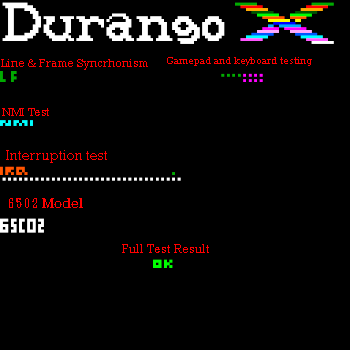 Durango X
Line & Frame Syncrhonism
Gamepad and keyboard testing
LF
NMI Test
NMI
Interruption test
IRQ
6502 Model
65C02
Full Test Result
OK